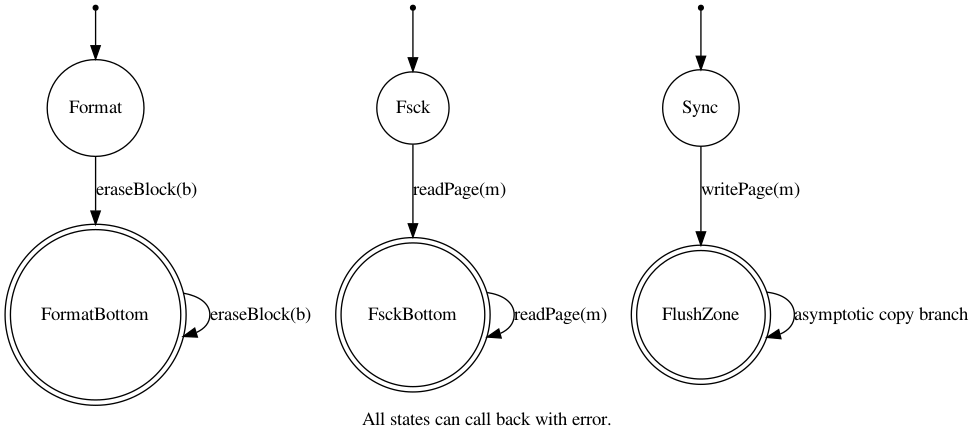 Format
Fsck
Sync
eraseBlock(b)
readPage(m)
writePage(m)
FormatBottom
eraseBlock(b)
FsckBottom
readPage(m)
FlushZone
asymptotic copy branch
All states can call back with error.